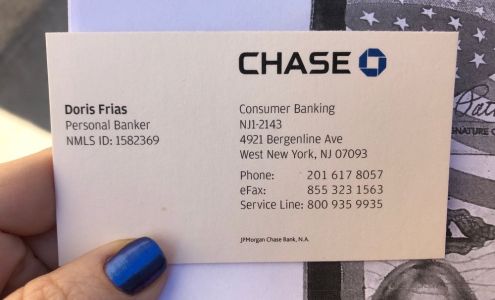 CHASE
Doris Frias
Personal Banker
NMLS ID: 1582369
Consumer Banking
NJ1-2143
4921 Bergenline Ave
West New York, NJ 07093
Phone: 201 617 8057
eFax: 855 323 1563
Service Line: 800 935 9935
JPMorgan Chase Bank, N.A.